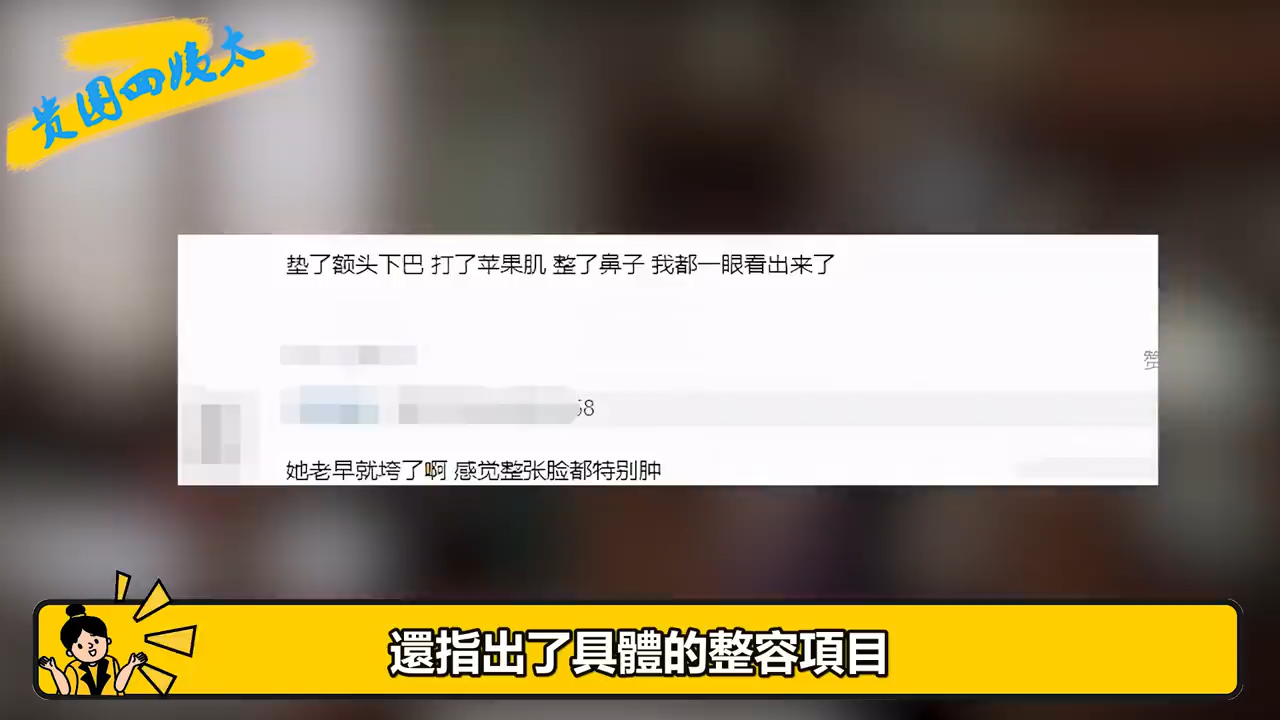 贵圈四姨太
垫了额头下巴 打了苹果肌 整了鼻子 我都一眼看出来了
赞
58
她老早就垮了啊 感觉整张脸都特别肿
還指出了具體的整容項目